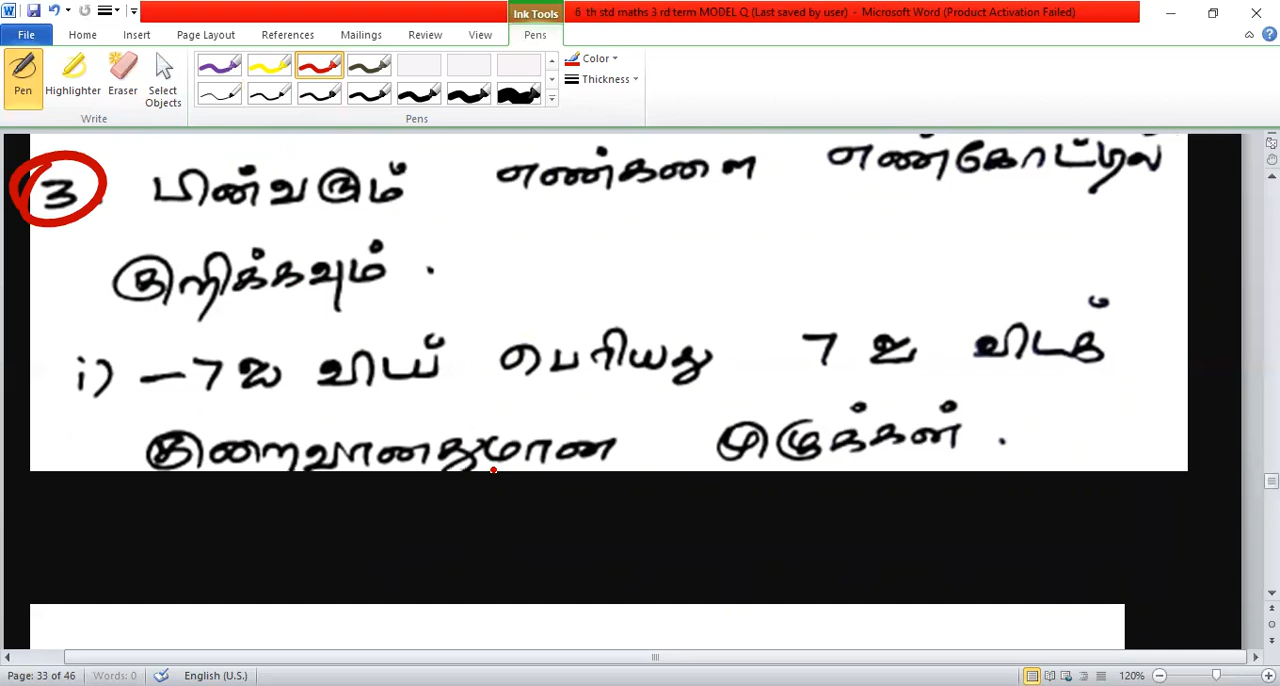 6 th std maths 3 rd term MODEL Q (Last saved by user) - Microsoft Word (Product Activation Failed)
Ink Tools
File Home Insert Page Layout References Mailings Review View Pens
Pen Highlighter Eraser Select Objects
Color
Thickness
Write Pens
3. பின்வரும் எண்களை எண்கோட்டில்
குறிக்கவும்.
i) -7 ஐ விடப் பெரியது 7 ஐ விடக்
குறைவானதுமான முழுக்கள்.
Page: 33 of 46 Words: 0 English (U.S.) 120%